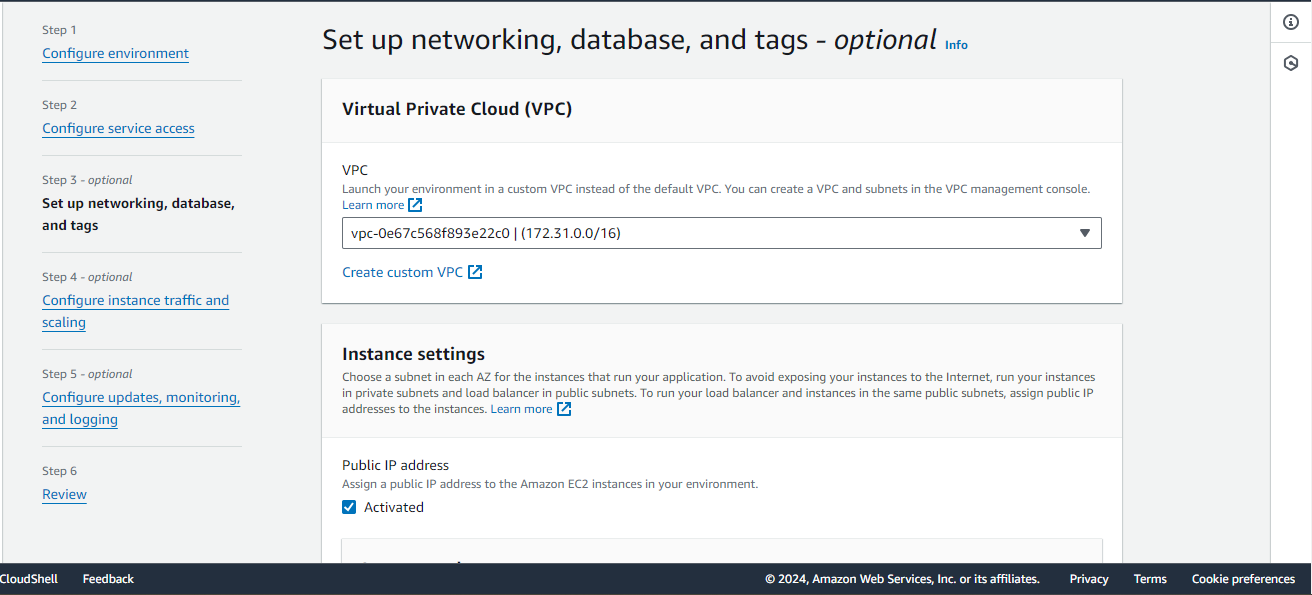 Step 1
Configure environment
Step 2
Configure service access
Step 3 - optional
Set up networking, database,
and tags
Step 4 - optional
Configure instance traffic and
scaling
Step 5 - optional
Configure updates, monitoring,
and logging
Step 6
Review
Set up networking, database, and tags - optional Info
Virtual Private Cloud (VPC)
VPC
Launch your environment in a custom VPC instead of the default VPC. You can create a VPC and subnets in the VPC management console.
Learn more
vpc-0e67c568f893e22c0 | (172.31.0.0/16)
Create custom VPC
Instance settings
Choose a subnet in each AZ for the instances that run your application. To avoid exposing your instances to the Internet, run your instances
in private subnets and load balancer in public subnets. To run your load balancer and instances in the same public subnets, assign public IP
addresses to the instances. Learn more
Public IP address
Assign a public IP address to the Amazon EC2 instances in your environment.
Activated
CloudShell Feedback © 2024, Amazon Web Services, Inc. or its affiliates. Privacy Terms Cookie preferences